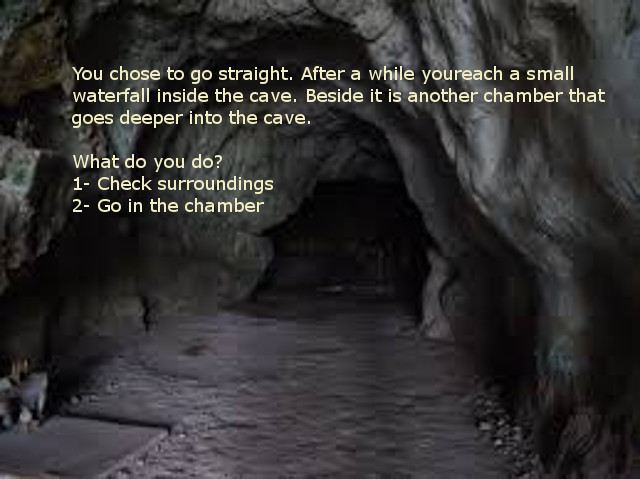 You chose to go straight. After a while youreach a small
waterfall inside the cave. Beside it is another chamber that
goes deeper into the cave.
What do you do?
1- Check surroundings
2- Go in the chamber